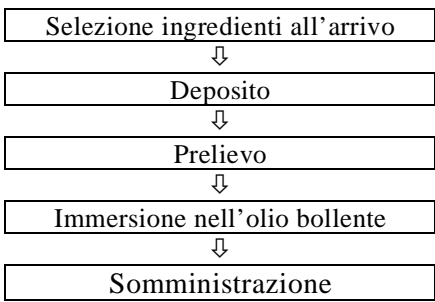 Selezione ingredienti all'arrivo
⇩
Deposito
⇩
Prelievo
⇩
Immersione nell'olio bollente
⇩
Somministrazione